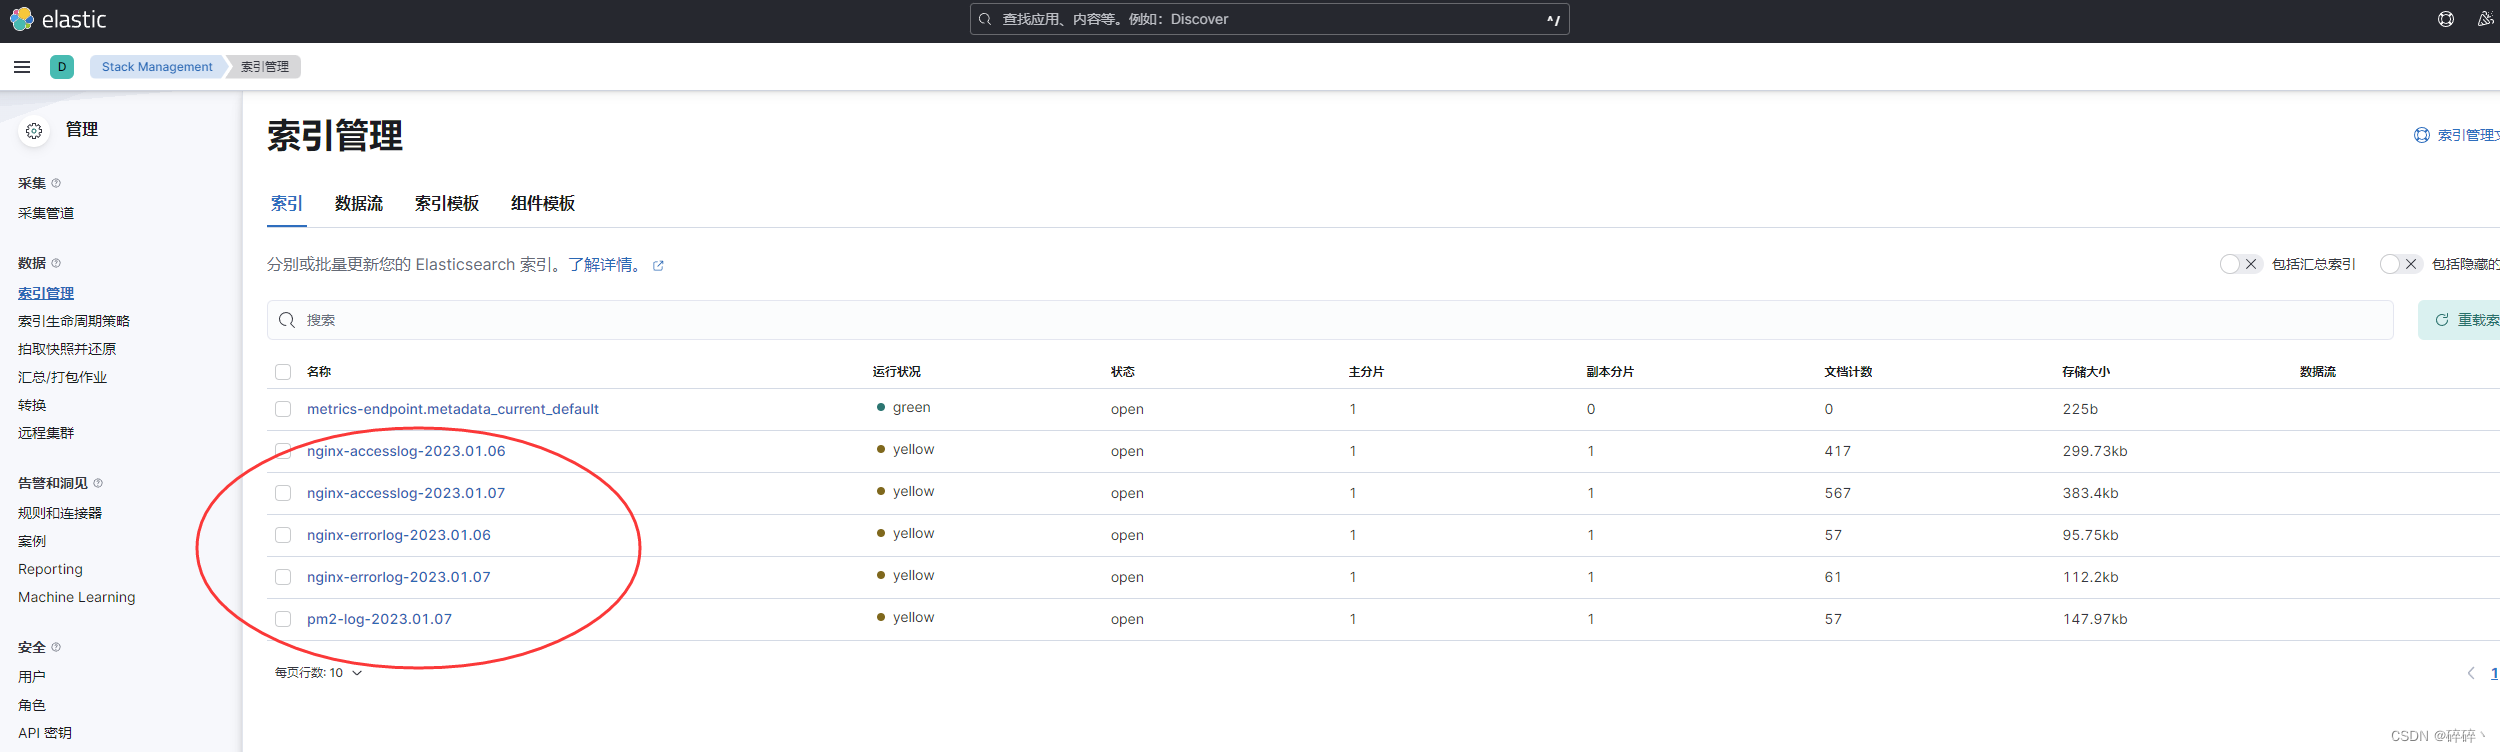 elastic
查找应用、内容等。例如：Discover
^/
D
Stack Management
索引管理
管理
采集
采集管道
数据
索引管理
索引生命周期策略
拍取快照并还原
汇总/打包作业
转换
远程集群
告警和洞见
规则和连接器
案例
Reporting
Machine Learning
安全
用户
角色
API 密钥
索引管理
索引管理文
索引 数据流 索引模板 组件模板
分别或批量更新您的 Elasticsearch 索引。了解详情。
包括汇总索引 包括隐藏的
搜索
重载索
名称 运行状况 状态 主分片 副本分片 文档计数 存储大小 数据流
metrics-endpoint.metadata_current_default green open 1 0 0 225b
nginx-accesslog-2023.01.06 yellow open 1 1 417 299.73kb
nginx-accesslog-2023.01.07 yellow open 1 1 567 383.4kb
nginx-errorlog-2023.01.06 yellow open 1 1 57 95.75kb
nginx-errorlog-2023.01.07 yellow open 1 1 61 112.2kb
pm2-log-2023.01.07 yellow open 1 1 57 147.97kb
每页行数: 10
1
CSDN @碎碎丶